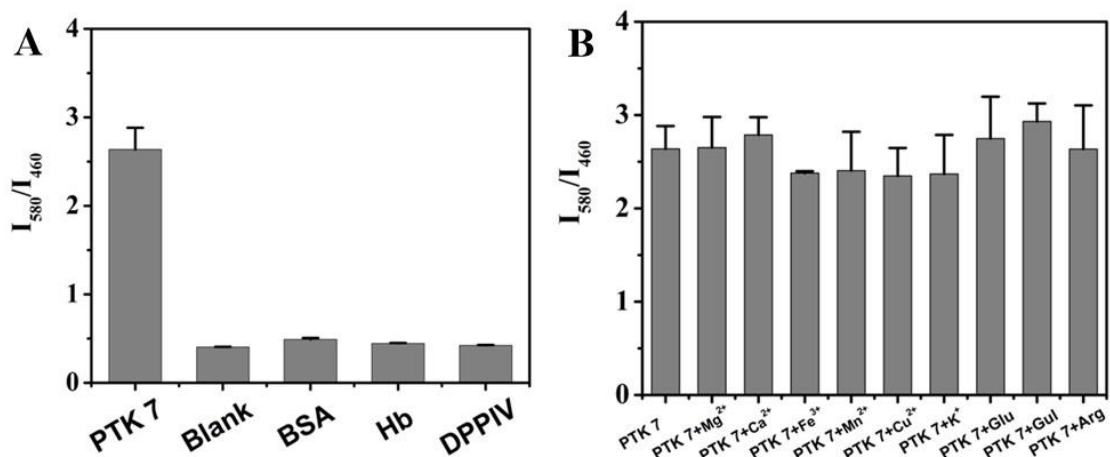 A
I580/I460
4
3
2
1
0
PTK 7
Blank
BSA
Hb
DPPIV
B
I580/I460
4
3
2
1
0
PTK 7
PTK 7+Mg2+
PTK 7+Ca2+
PTK 7+Fe3+
PTK 7+Mn2+
PTK 7+Cu2+
PTK 7+K+
PTK 7+Glu
PTK 7+Gul
PTK 7+Arg